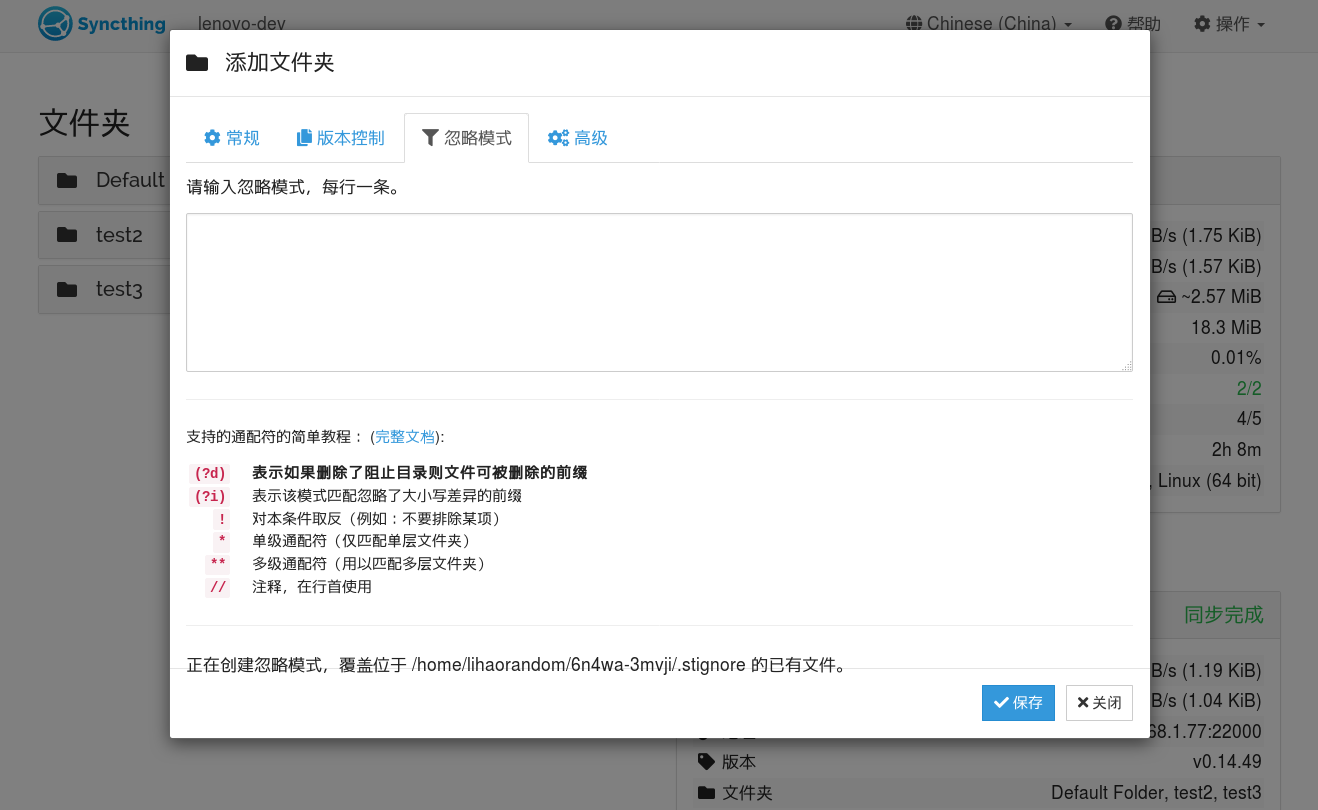 Syncthing
lenovo-dev
Chinese (China)
帮助
操作
添加文件夹
常规
版本控制
忽略模式
高级
请输入忽略模式，每行一条。
支持的通配符的简单教程： (完整文档):
(?d) 表示如果删除了阻止目录则文件可被删除的前缀
(?i) 表示该模式匹配忽略了大小写差异的前缀
! 对本条件取反（例如：不要排除某项）
* 单级通配符（仅匹配单层文件夹）
** 多级通配符（用以匹配多层文件夹）
// 注释，在行首使用
正在创建忽略模式，覆盖位于 /home/lihaorandom/6n4wa-3mvji/.stignore 的已有文件。
保存
关闭
文件夹
Default
test2
test3
B/s (1.75 KiB)
B/s (1.57 KiB)
~2.57 MiB
18.3 MiB
0.01%
2/2
4/5
2h 8m
, Linux (64 bit)
同步完成
B/s (1.19 KiB)
B/s (1.04 KiB)
68.1.77:22000
版本 v0.14.49
文件夹 Default Folder, test2, test3